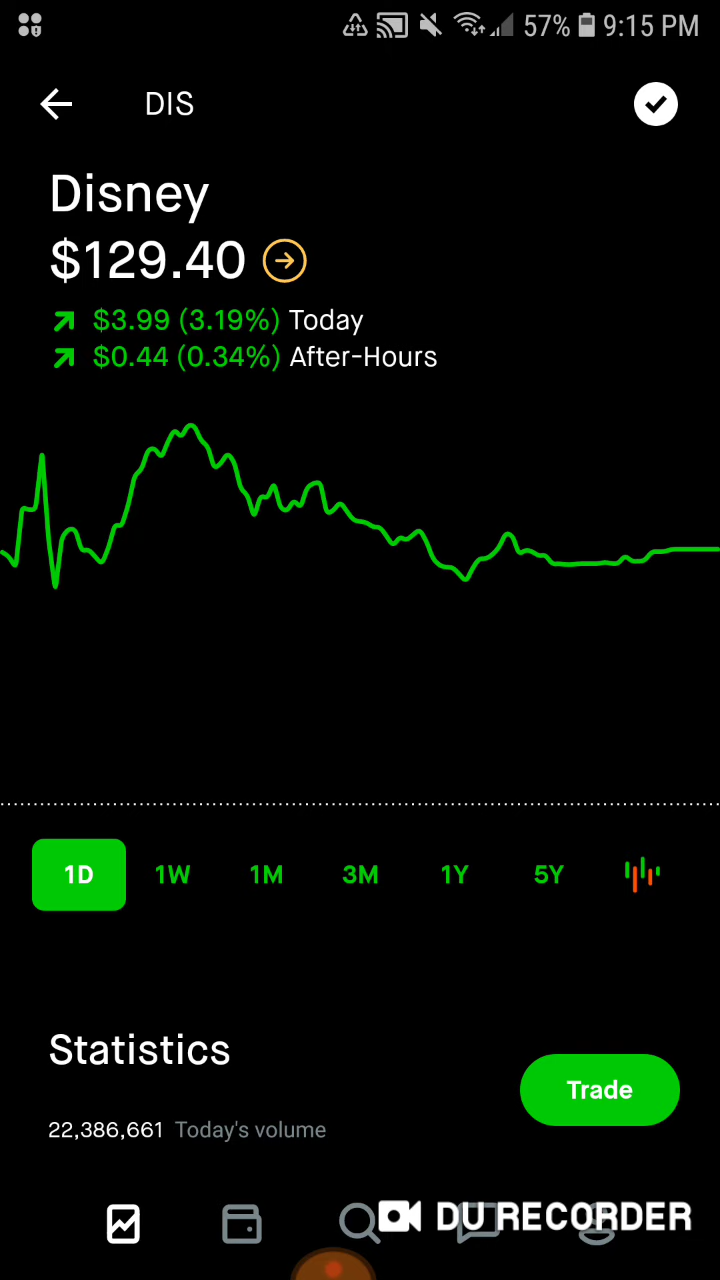 57% 9:15 PM
DIS
Disney
$129.40
$3.99 (3.19%) Today
$0.44 (0.34%) After-Hours
1D 1W 1M 3M 1Y 5Y
Statistics
Trade
22,386,661 Today's volume
DU RECORDER